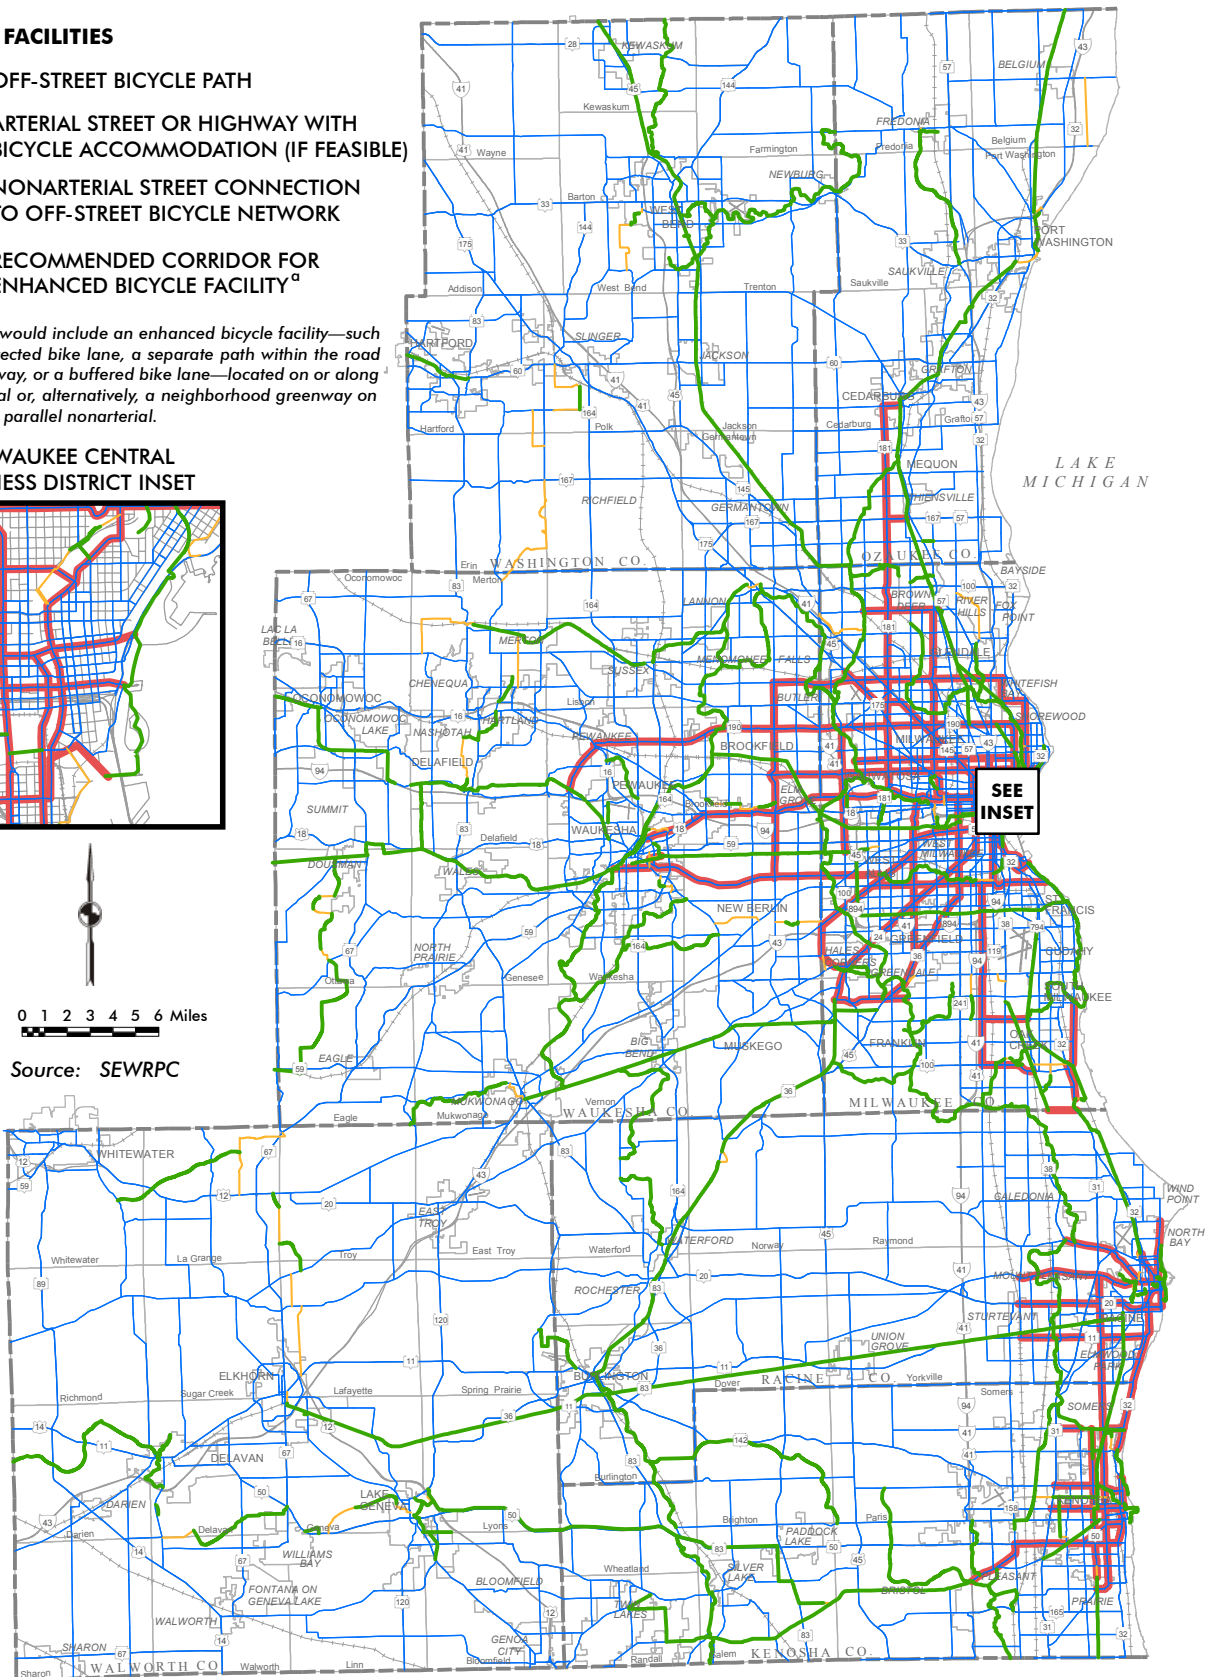 FACILITIES
OFF-STREET BICYCLE PATH
ARTERIAL STREET OR HIGHWAY WITH
BICYCLE ACCOMMODATION (IF FEASIBLE)
NONARTERIAL STREET CONNECTION
TO OFF-STREET BICYCLE NETWORK
RECOMMENDED CORRIDOR FOR
ENHANCED BICYCLE FACILITY a
would include an enhanced bicycle facility—such
ected bike lane, a separate path within the road
way, or a buffered bike lane—located on or along
al or, alternatively, a neighborhood greenway on
parallel nonarterial.
WAUKEE CENTRAL
NESS DISTRICT INSET
0 1 2 3 4 5 6 Miles
Source: SEWRPC
LAKE
MICHIGAN
SEE
INSET
KEWASKUM
Kewaskum
BELGIUM
Belgium
Port Washington
FREDONIA
Fredonia
Wayne
Farmington
NEWBURG
Barton
WEST
BEND
PORT
WASHINGTON
SAUKVILLE
Saukville
Addison
West Bend
Trenton
HARTFORD
SLINGER
JACKSON
GRAFTON
CEDARBURG
Cedarburg
Grafton
Hartford
Polk
Jackson
Germantown
MEQUON
THIENSVILLE
RICHFIELD
GERMANTOWN
WASHINGTON CO.
OZAUKEE CO.
Erin
Oconomowoc
Merton
BAYSIDE
BROWN
DEER
RIVER
HILLS
FOX
POINT
LANNON
LAC LA
BELLE
MERTON
MENOMONEE FALLS
GLENDALE
SUSSEX
CHENEQUA
OCONOMOWOC
OCONOMOWOC
LAKE
NASHOTAH
HARTLAND
Lisbon
BUTLER
WHITEFISH
BAY
SHOREWOOD
PEWAUKEE
BROOKFIELD
MILWAUKEE
DELAFIELD
PEWAUKEE
Brookfield
ELM
GROVE
SUMMIT
Delafield
WAUKESHA
WEST
MILWAUKEE
DOUSMAN
WALES
NEW BERLIN
ST.
FRANCIS
NORTH
PRAIRIE
HALES
CORNERS
GREENFIELD
GREENDALE
CUDAHY
Ottawa
Genesee
Waukesha
SOUTH
MILWAUKEE
EAGLE
BIG
BEND
MUSKEGO
FRANKLIN
OAK
CREEK
MUKWONAGO
Mukwonago
Eagle
Vernon
WAUKESHA CO.
MILWAUKEE CO.
WHITEWATER
CALEDONIA
WIND
POINT
NORTH
BAY
EAST
TROY
Whitewater
La Grange
Troy
East Troy
Waterford
WATERFORD
Norway
Raymond
ROCHESTER
MOUNT PLEASANT
STURTEVANT
RACINE
UNION
GROVE
ELMWOOD
PARK
ELKHORN
BURLINGTON
Dover
RACINE CO.
Yorkville
Richmond
Sugar Creek
Lafayette
Spring Prairie
Somers
SOMERS
DELAVAN
Burlington
DARIEN
Darien
LAKE
GENEVA
Delavan
Geneva
Lyons
Brighton
Paris
KENOSHA
PADDOCK
LAKE
WILLIAMS
BAY
FONTANA ON
GENEVA LAKE
BLOOMFIELD
Wheatland
SILVER
LAKE
BRISTOL
PLEASANT
PRAIRIE
TWIN
LAKES
WALWORTH
GENOA
CITY
SHARON
Sharon
WALWORTH CO
Walworth
Linn
Bloomfield
Randall
Salem
KENOSHA CO.